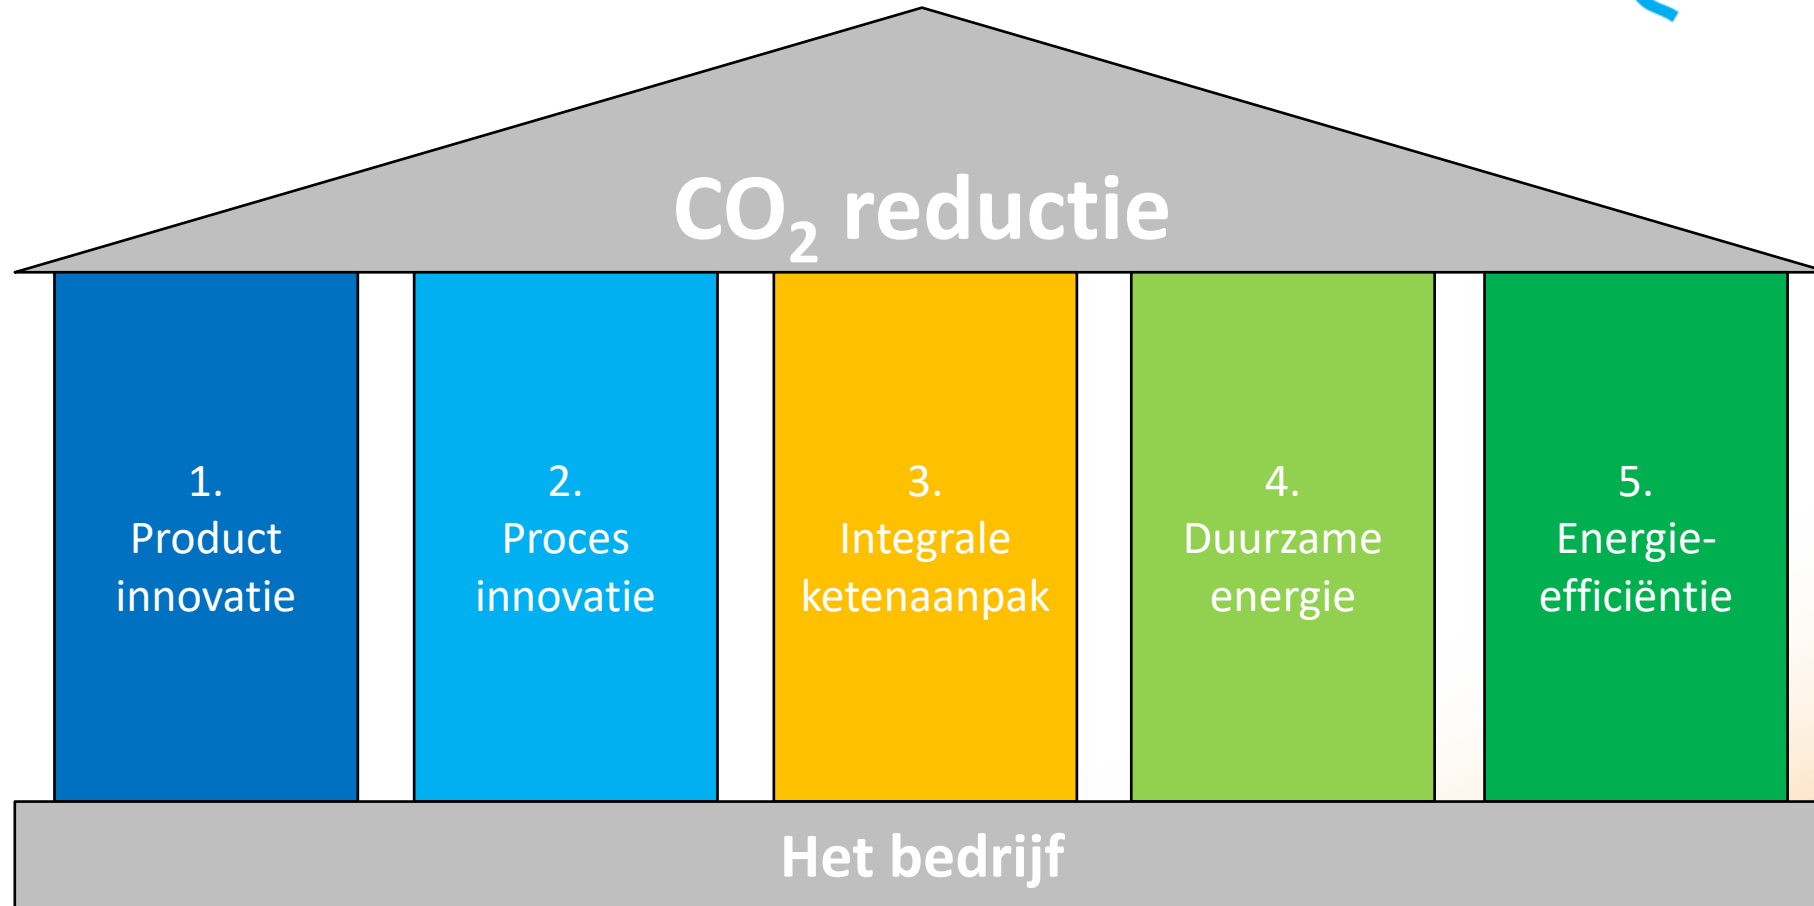 CO₂ reductie
1.
Product
innovatie
2.
Proces
innovatie
3.
Integrale
ketenaanpak
4.
Duurzame
energie
5.
Energie-
efficiëntie
Het bedrijf